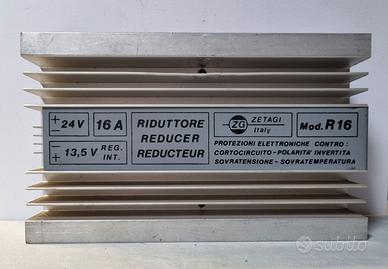 + 24V
-
16 A
RIDUTTORE
REDUCER
REDUCTEUR
ZG
ZETAGI
Italy
Mod. R16
+ 13,5 V REG.
- INT.
PROTEZIONI ELETTRONICHE CONTRO :
CORTOCIRCUITO - POLARITA' INVERTITA
SOVRATENSIONE - SOVRATEMPERATURA
subito